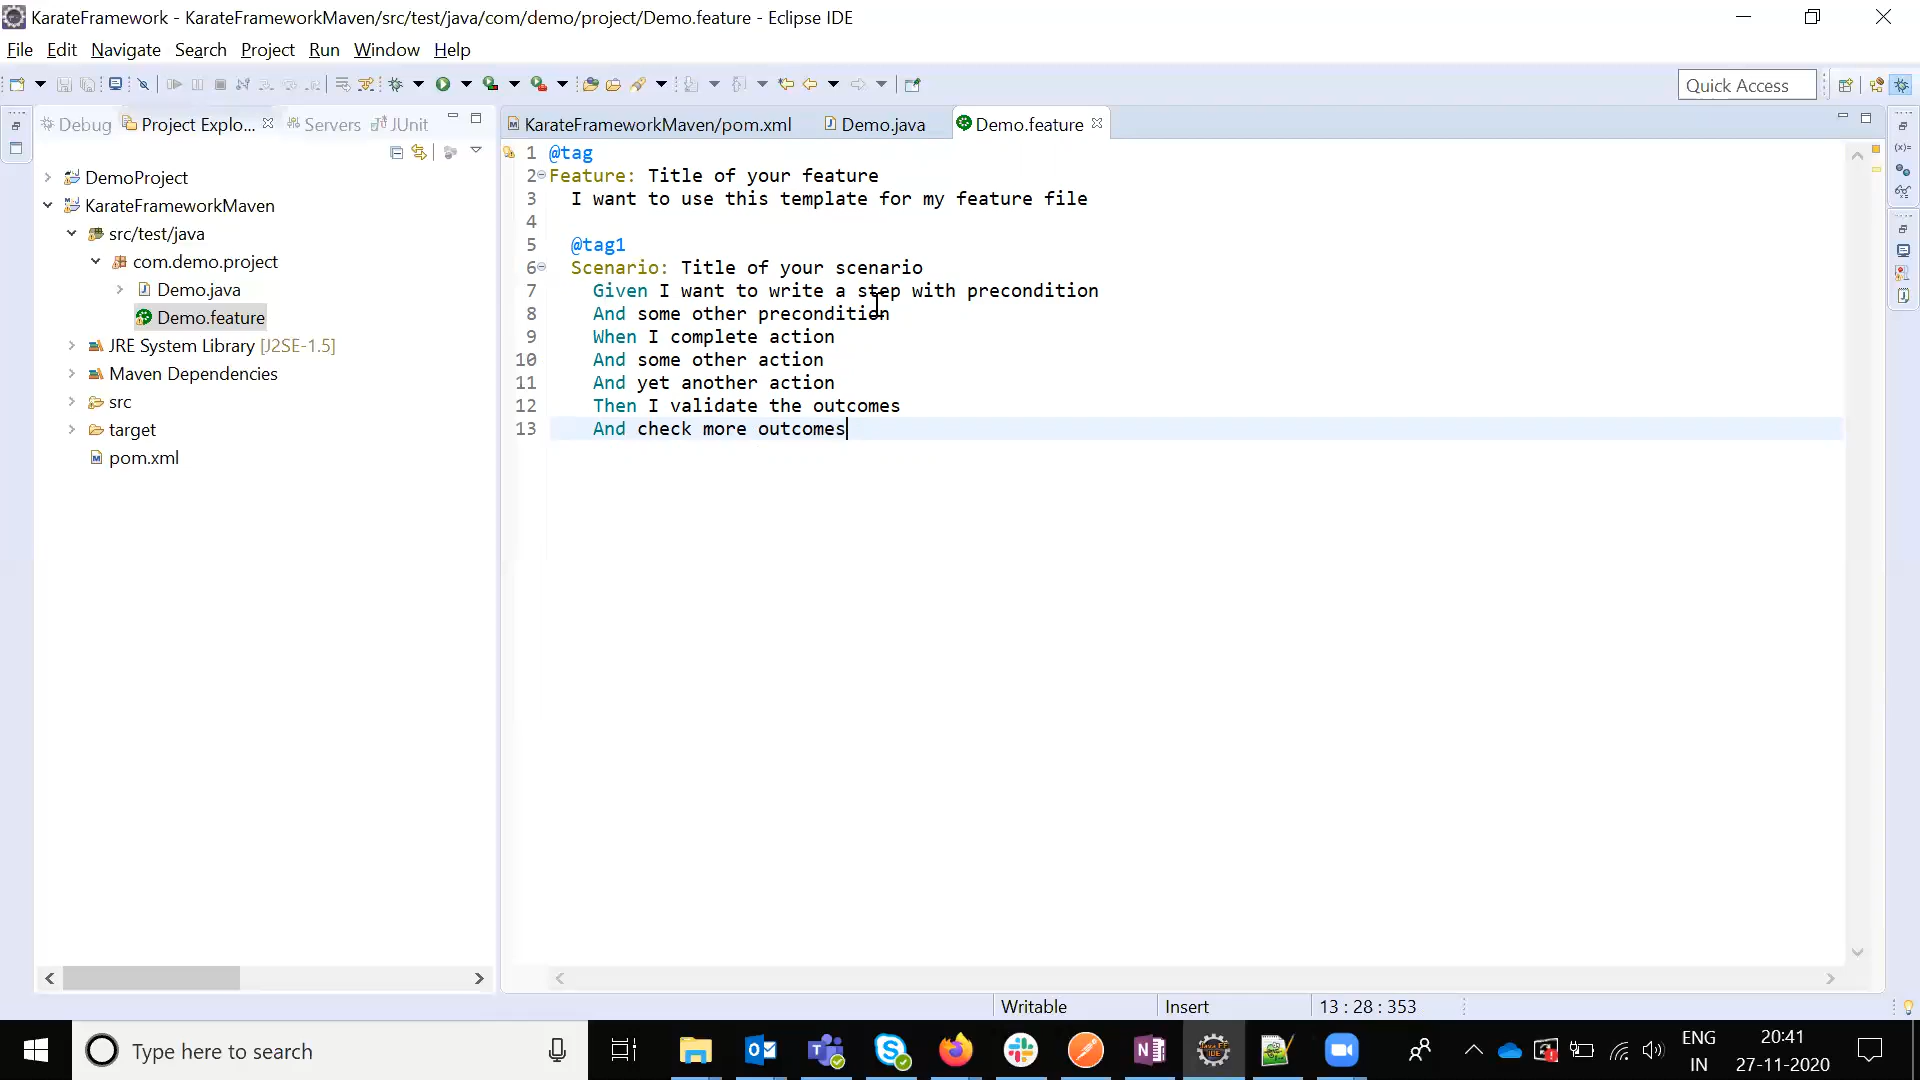 KarateFramework - KarateFrameworkMaven/src/test/java/com/demo/project/Demo.feature - Eclipse IDE
File Edit Navigate Search Project Run Window Help
Quick Access
Debug Project Explo... Servers JUnit
KarateFrameworkMaven/pom.xml Demo.java Demo.feature
DemoProject
KarateFrameworkMaven
src/test/java
com.demo.project
Demo.java
Demo.feature
JRE System Library [J2SE-1.5]
Maven Dependencies
src
target
pom.xml
1 @tag
2 Feature: Title of your feature
3 I want to use this template for my feature file
4
5 @tag1
6 Scenario: Title of your scenario
7 Given I want to write a step with precondition
8 And some other precondition
9 When I complete action
10 And some other action
11 And yet another action
12 Then I validate the outcomes
13 And check more outcomes
Writable Insert 13 : 28 : 353
Type here to search
ENG
IN
20:41
27-11-2020